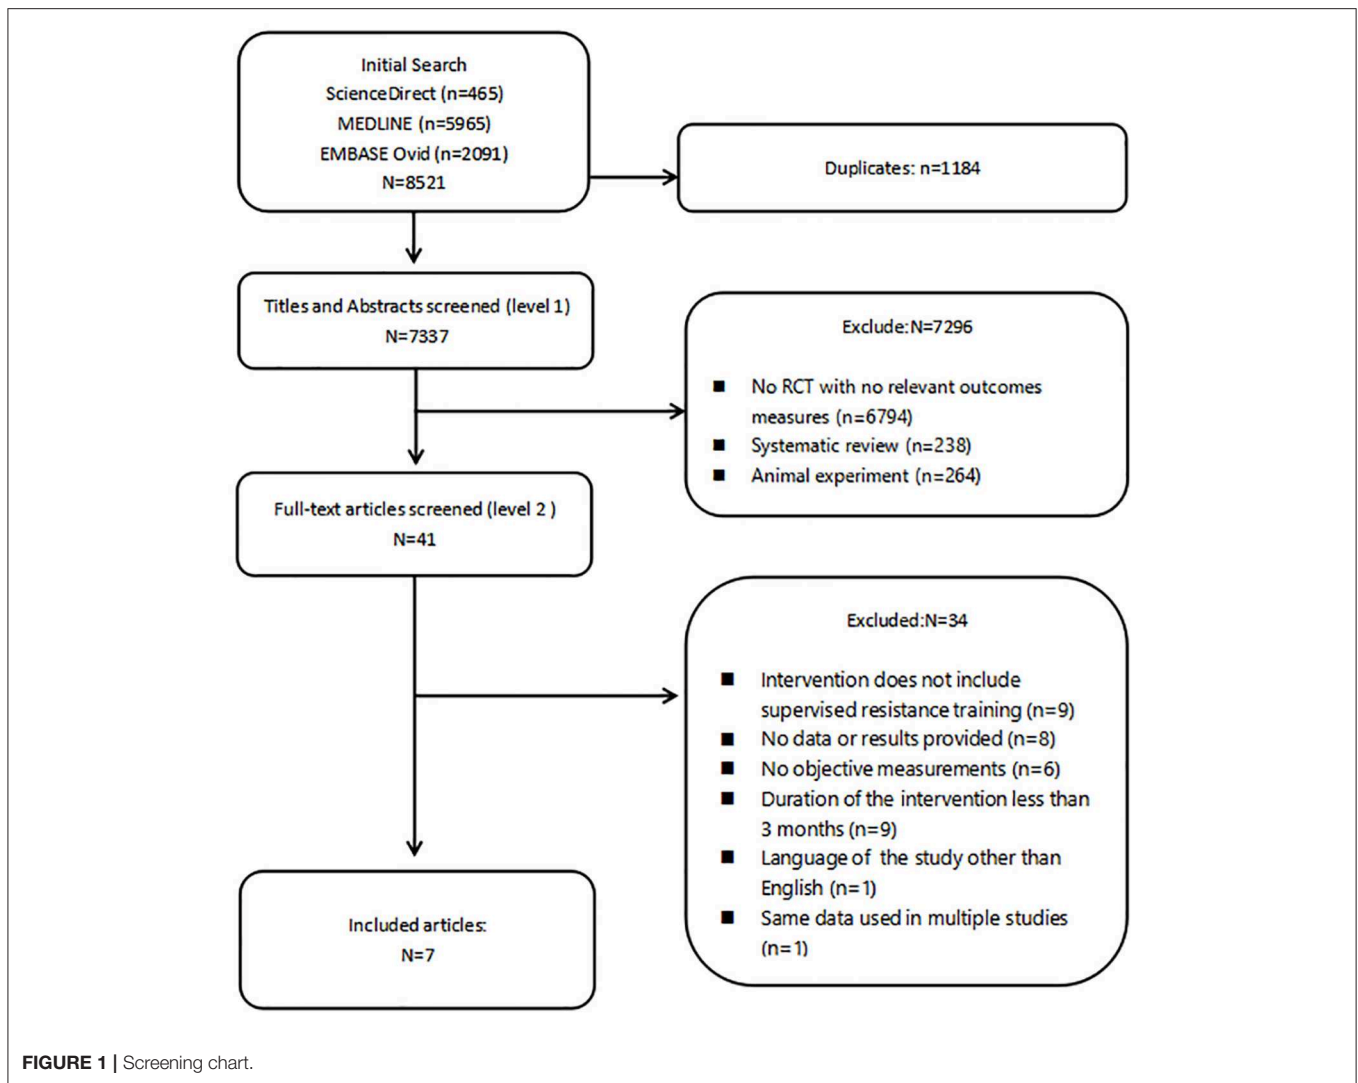 Initial Search
ScienceDirect (n=465)
MEDLINE (n=5965)
EMBASE Ovid (n=2091)
N=8521
Duplicates: n=1184
Titles and Abstracts screened (level 1)
N=7337
Exclude:N=7296
■ No RCT with no relevant outcomes
measures (n=6794)
■ Systematic review (n=238)
■ Animal experiment (n=264)
Full-text articles screened (level 2 )
N=41
Excluded:N=34
■ Intervention does not include
supervised resistance training (n=9)
■ No data or results provided (n=8)
■ No objective measurements (n=6)
■ Duration of the intervention less than
3 months (n=9)
■ Language of the study other than
English (n=1)
■ Same data used in multiple studies
(n=1)
Included articles:
N=7
FIGURE 1 | Screening chart.